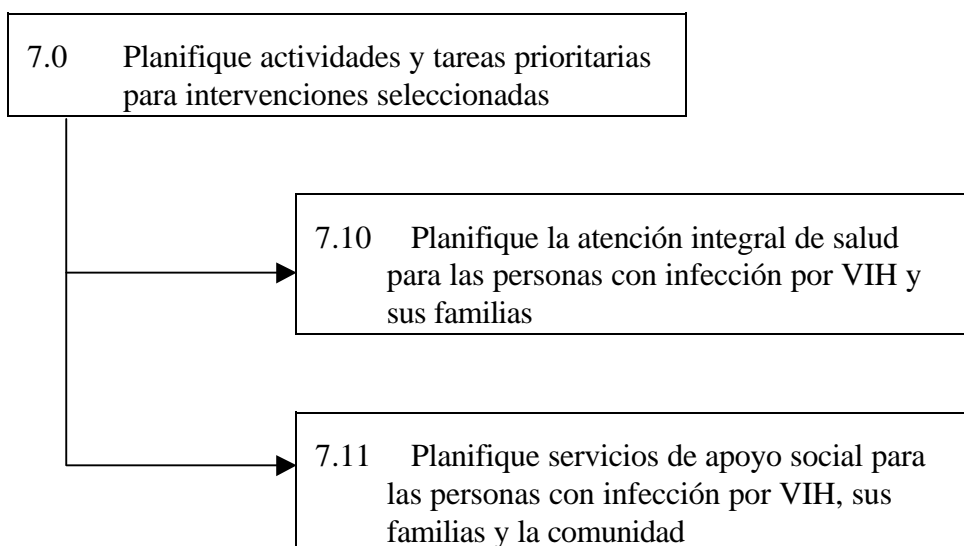 7.0 Planifique actividades y tareas prioritarias
para intervenciones seleccionadas
7.10 Planifique la atención integral de salud
para las personas con infección por VIH y
sus familias
7.11 Planifique servicios de apoyo social para
las personas con infección por VIH, sus
familias y la comunidad